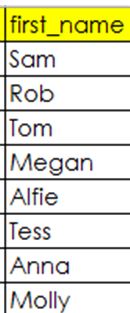 first_name
Sam
Rob
Tom
Megan
Alfie
Tess
Anna
Molly